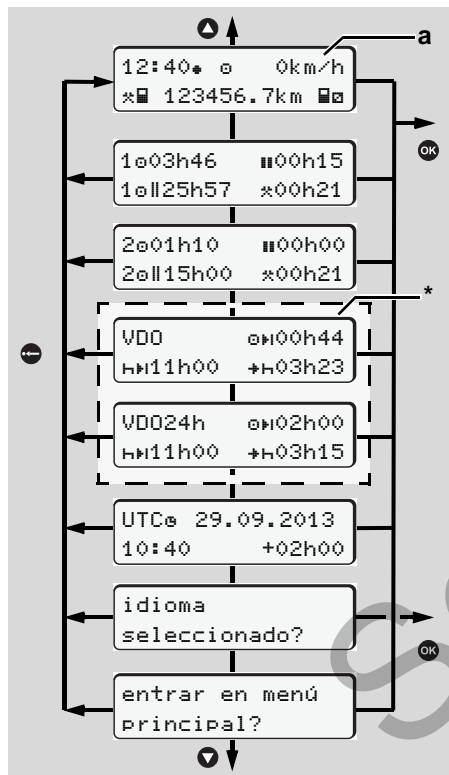 a
12:40 0km/h
123456.7km
OK
1 03h46 00h15
1 25h57 00h21
2 01h10 00h00
2 15h00 00h21
*
VDO 00h44
11h00 03h23
VDO24h 02h00
11h00 03h15
UTC 29.09.2013
10:40 +02h00
idioma
seleccionado?
OK
entrar en menú
principal?